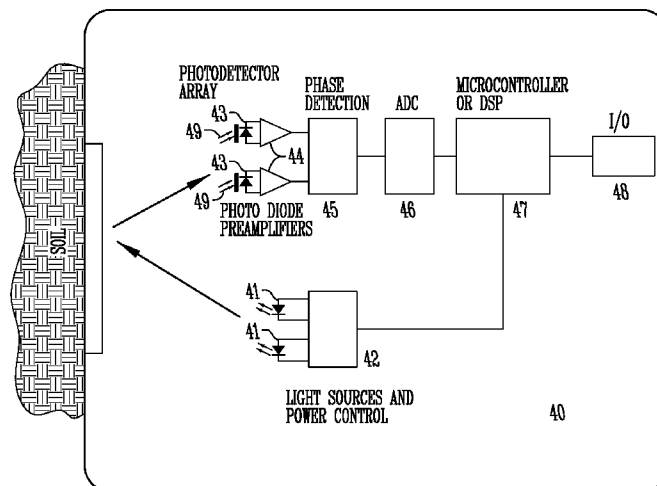 PHOTODETECTOR
ARRAY
PHASE
DETECTION
ADC
MICROCONTROLLER
OR DSP
I/O
43
49
44
43
49
PHOTO DIODE
PREAMPLIFIERS
45
46
47
48
SOIL
41
41
42
LIGHT SOURCES AND
POWER CONTROL
40